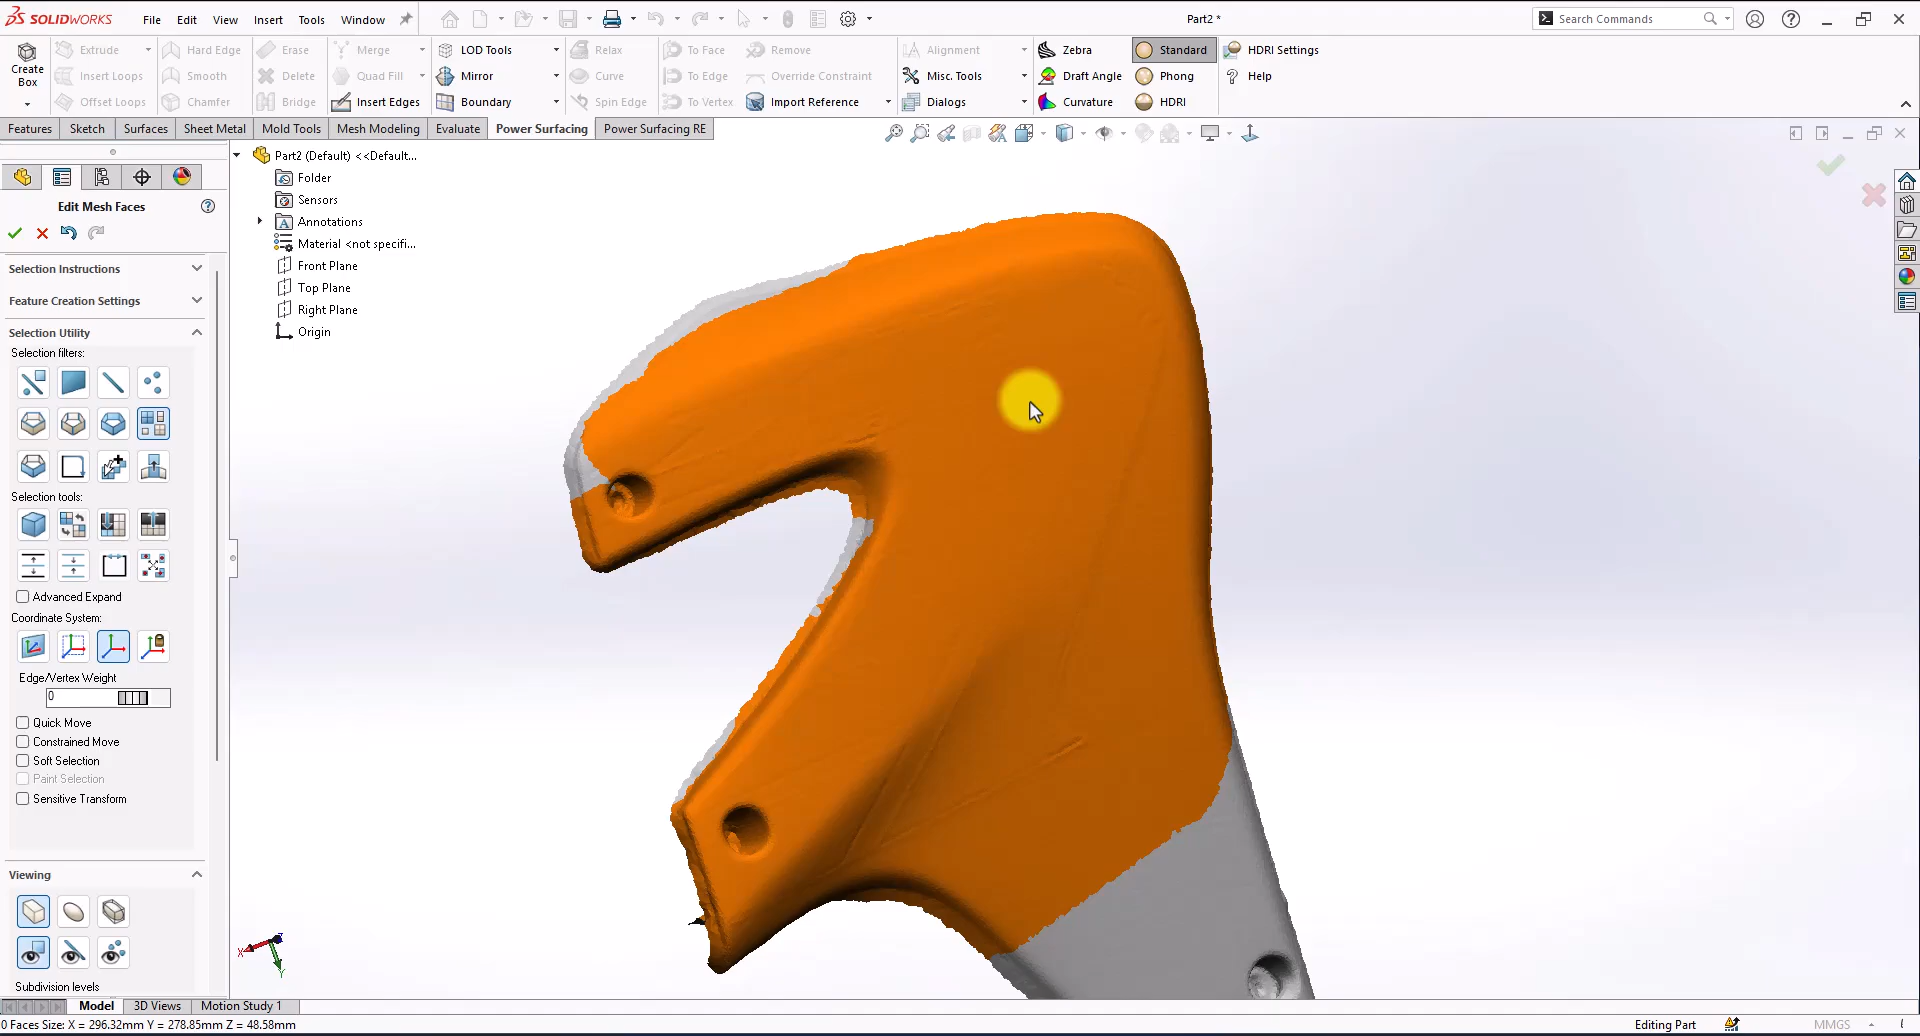 SOLIDWORKS File Edit View Insert Tools Window Part2 * Search Commands
Extrude Hard Edge Erase Merge LOD Tools Relax To Face Remove Alignment Zebra Standard HDRI Settings
Create Box
Insert Loops Smooth Delete Quad Fill Mirror Curve To Edge Override Constraint Misc. Tools Draft Angle Phong Help
Offset Loops Chamfer Bridge Insert Edges Boundary Spin Edge To Vertex Import Reference Dialogs Curvature HDRI
Features Sketch Surfaces Sheet Metal Mold Tools Mesh Modeling Evaluate Power Surfacing Power Surfacing RE
Part2 (Default) <<Default...
Folder
Sensors
Annotations
Material <not specifi...
Front Plane
Top Plane
Right Plane
Origin
Edit Mesh Faces
Selection Instructions
Feature Creation Settings
Selection Utility
Selection filters:
Selection tools:
Advanced Expand
Coordinate System:
Edge/Vertex Weight
0
Quick Move
Constrained Move
Soft Selection
Paint Selection
Sensitive Transform
Viewing
Subdivision levels
X
Y
Z
Model 3D Views Motion Study 1
0 Faces Size: X = 296.32mm Y = 278.85mm Z = 48.58mm Editing Part MMGS